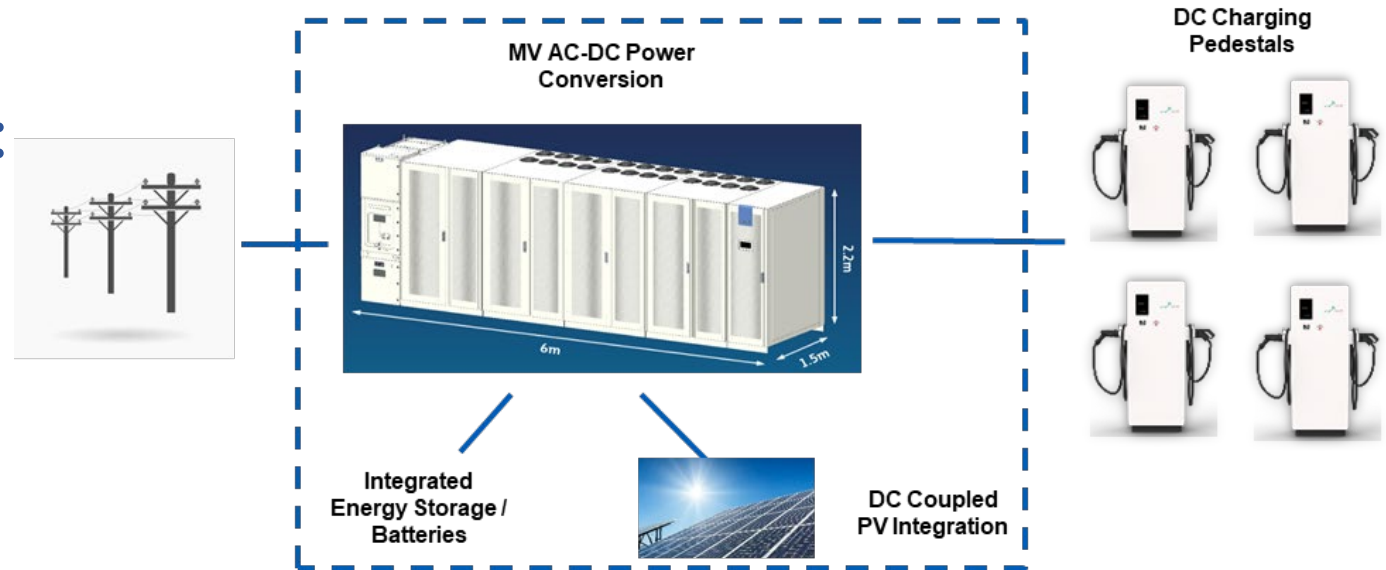 MV AC-DC Power
Conversion
DC Charging
Pedestals
2.2m
6m
1.5m
Integrated
Energy Storage /
Batteries
DC Coupled
PV Integration